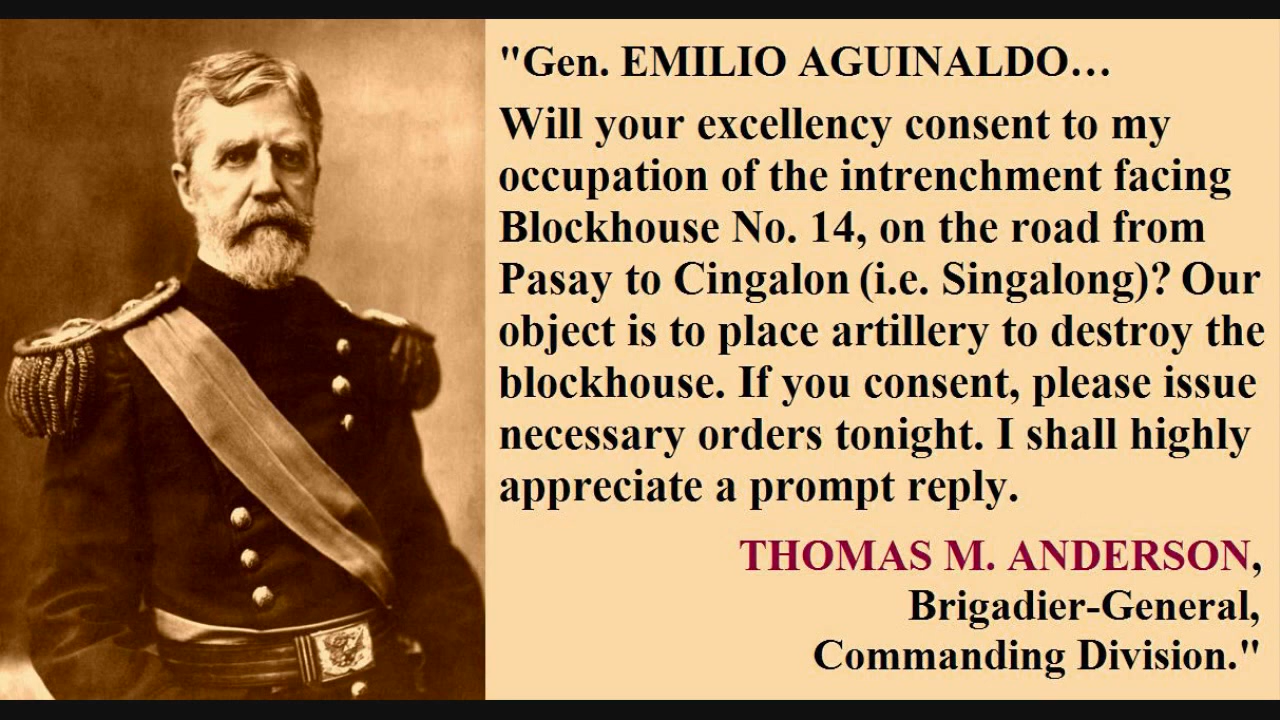 "Gen. EMILIO AGUINALDO…
Will your excellency consent to my
occupation of the intrenchment facing
Blockhouse No. 14, on the road from
Pasay to Cingalon (i.e. Singalong)? Our
object is to place artillery to destroy the
blockhouse. If you consent, please issue
necessary orders tonight. I shall highly
appreciate a prompt reply.
THOMAS M. ANDERSON,
Brigadier-General,
Commanding Division."